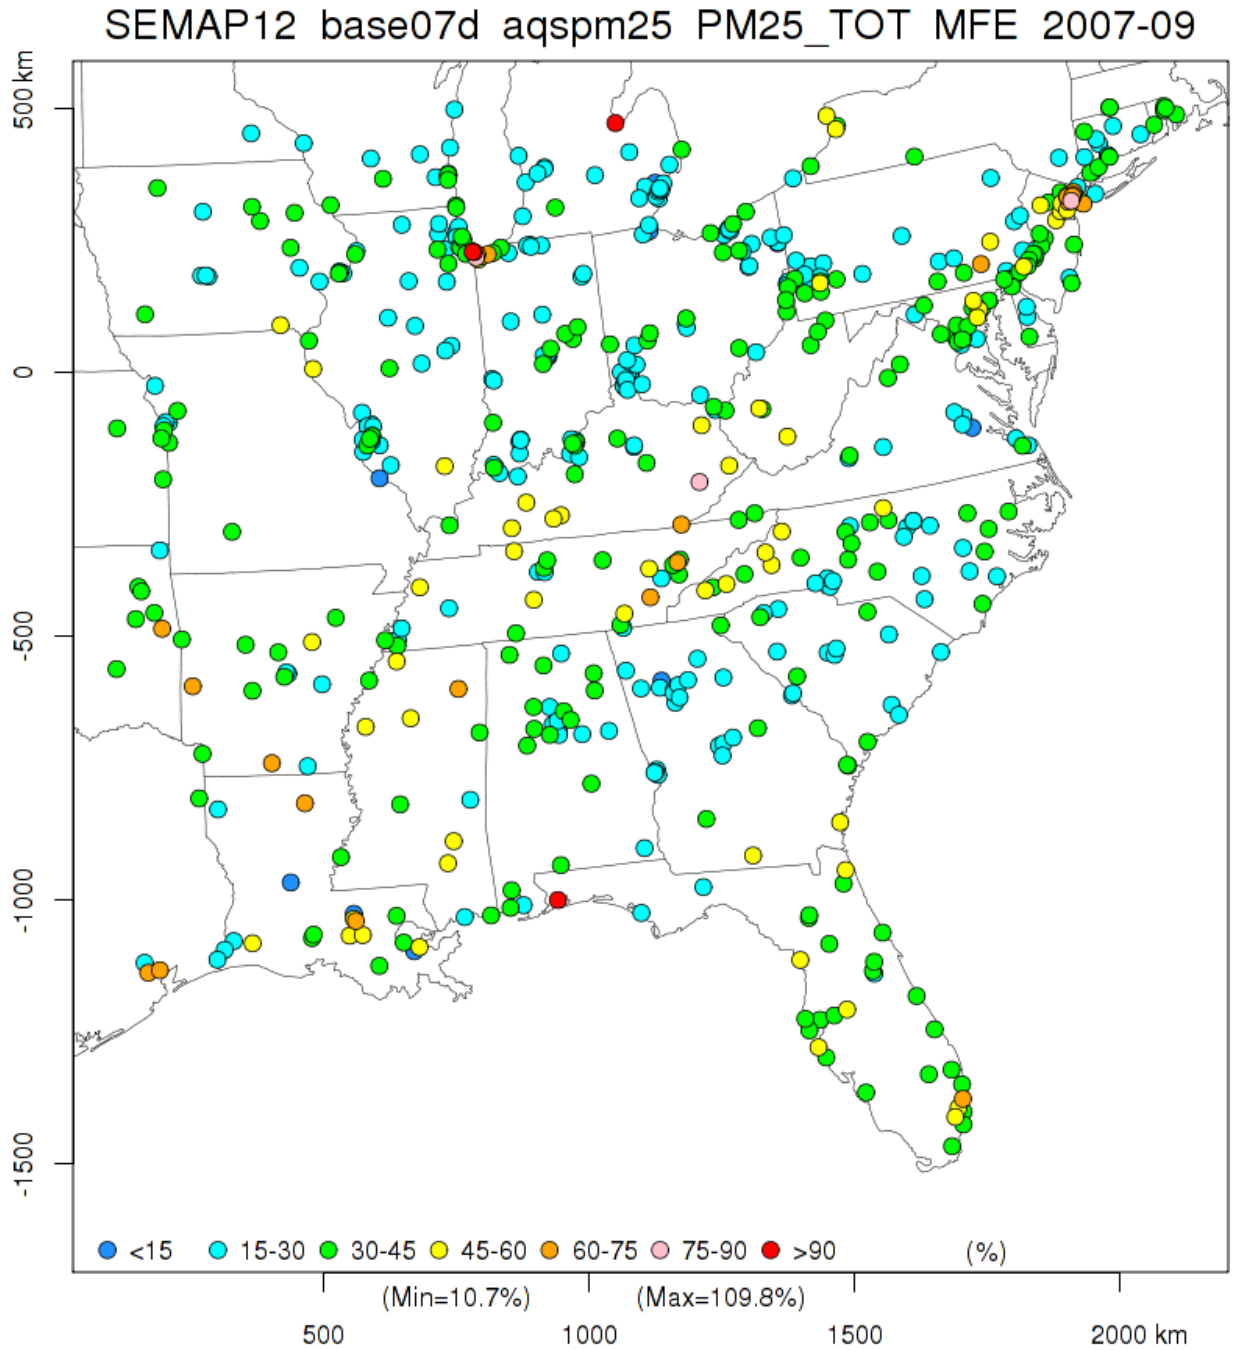 SEMAP12 base07d aqspm25 PM25_TOT MFE 2007-09
500 km
0
-500
-1000
-1500
<15 15-30 30-45 45-60 60-75 75-90 >90 (%)
(Min=10.7%) (Max=109.8%)
500 1000 1500 2000 km